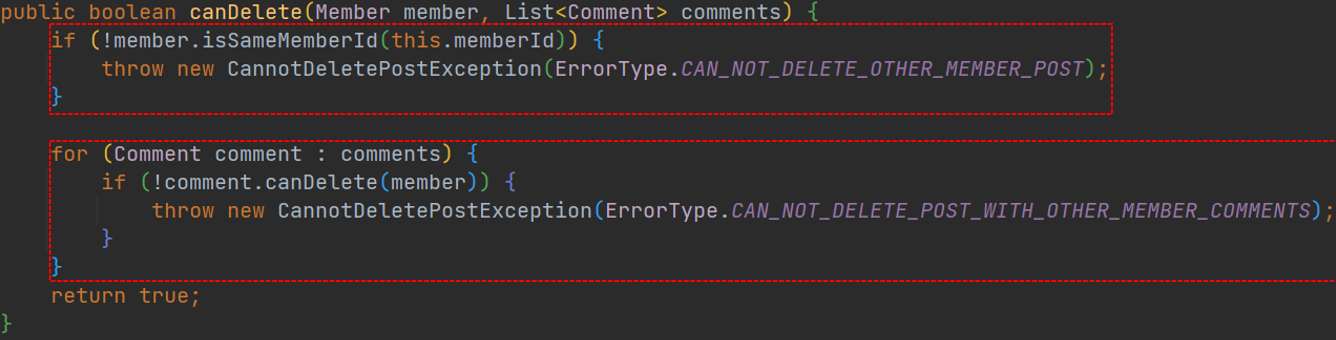 public boolean canDelete(Member member, List<Comment> comments) {
    if (!member.isSameMemberId(this.memberId)) {
        throw new CannotDeletePostException(ErrorType.CAN_NOT_DELETE_OTHER_MEMBER_POST);
    }

    for (Comment comment : comments) {
        if (!comment.canDelete(member)) {
            throw new CannotDeletePostException(ErrorType.CAN_NOT_DELETE_POST_WITH_OTHER_MEMBER_COMMENTS);
        }
    }
    return true;
}